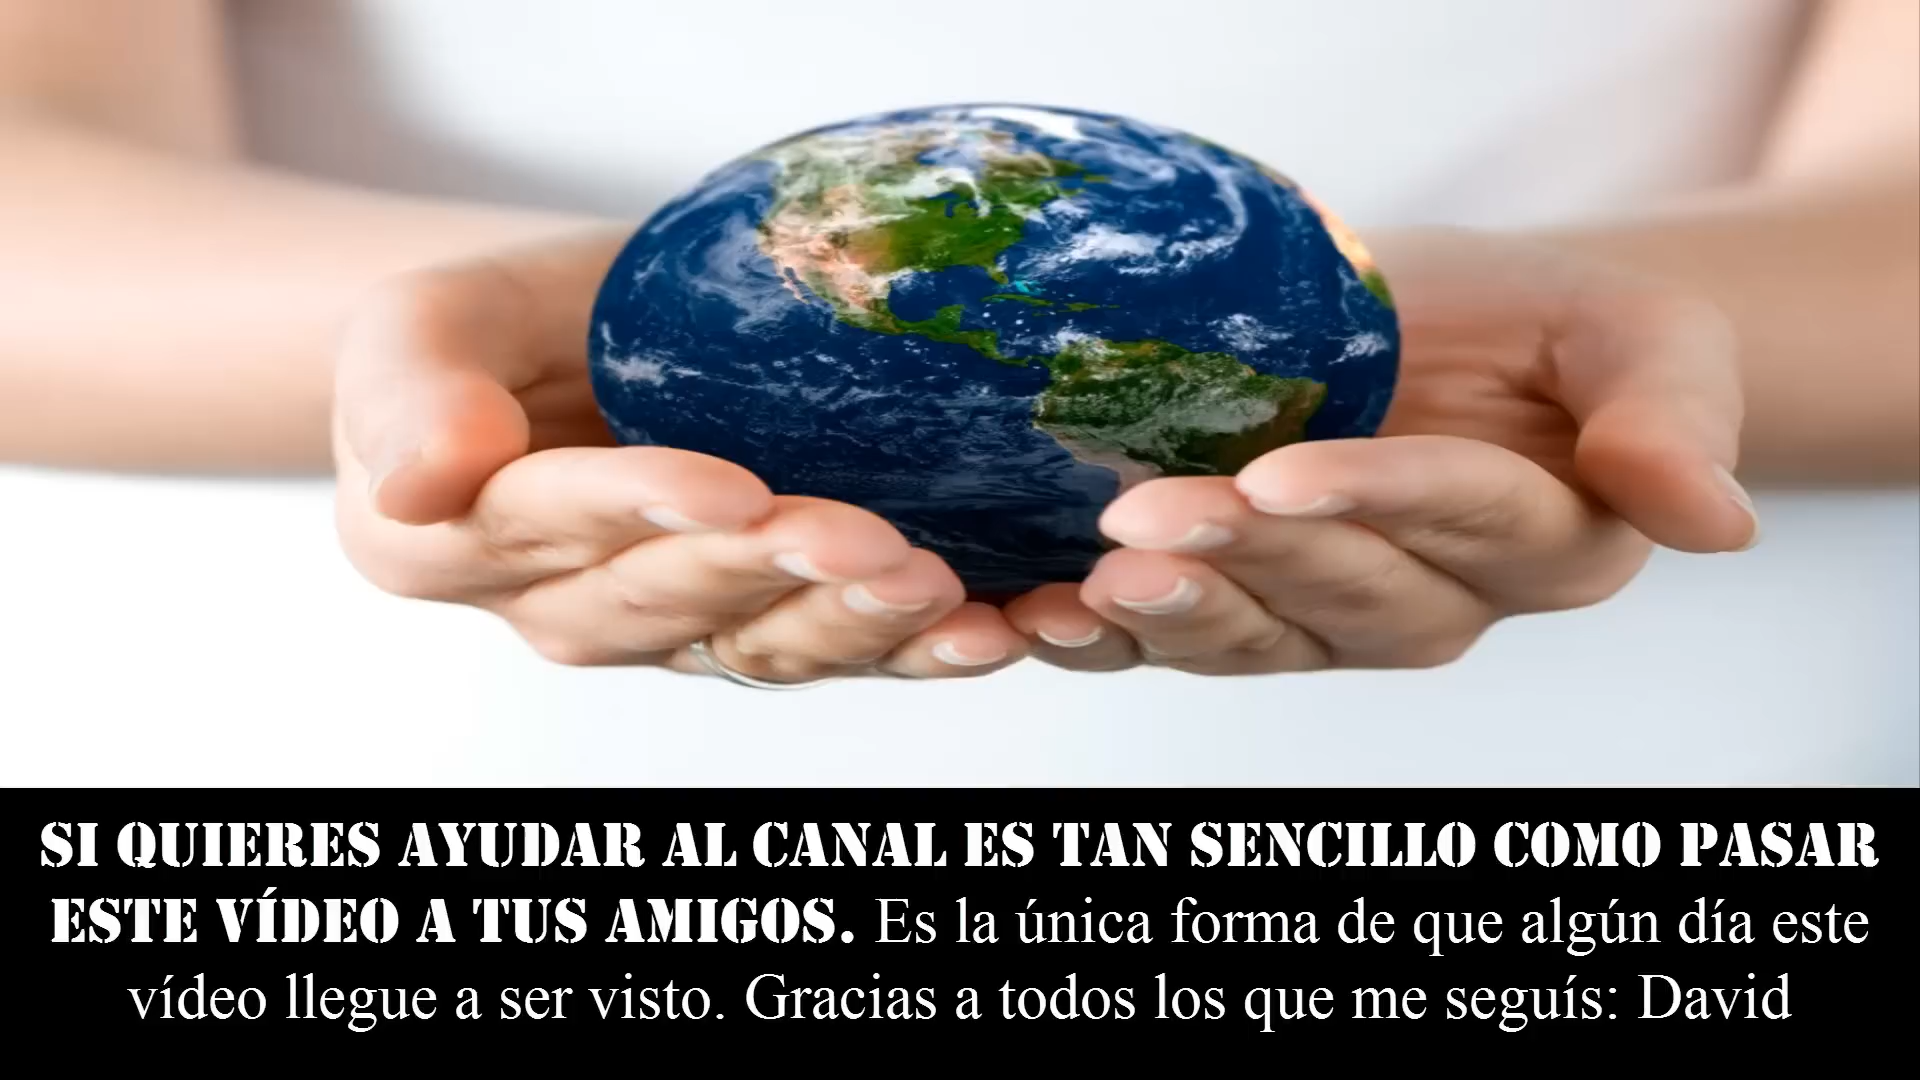 SI QUIERES AYUDAR AL CANAL ES TAN SENCILLO COMO PASAR
ESTE VÍDEO A TUS AMIGOS. Es la única forma de que algún día este
vídeo llegue a ser visto. Gracias a todos los que me seguís: David